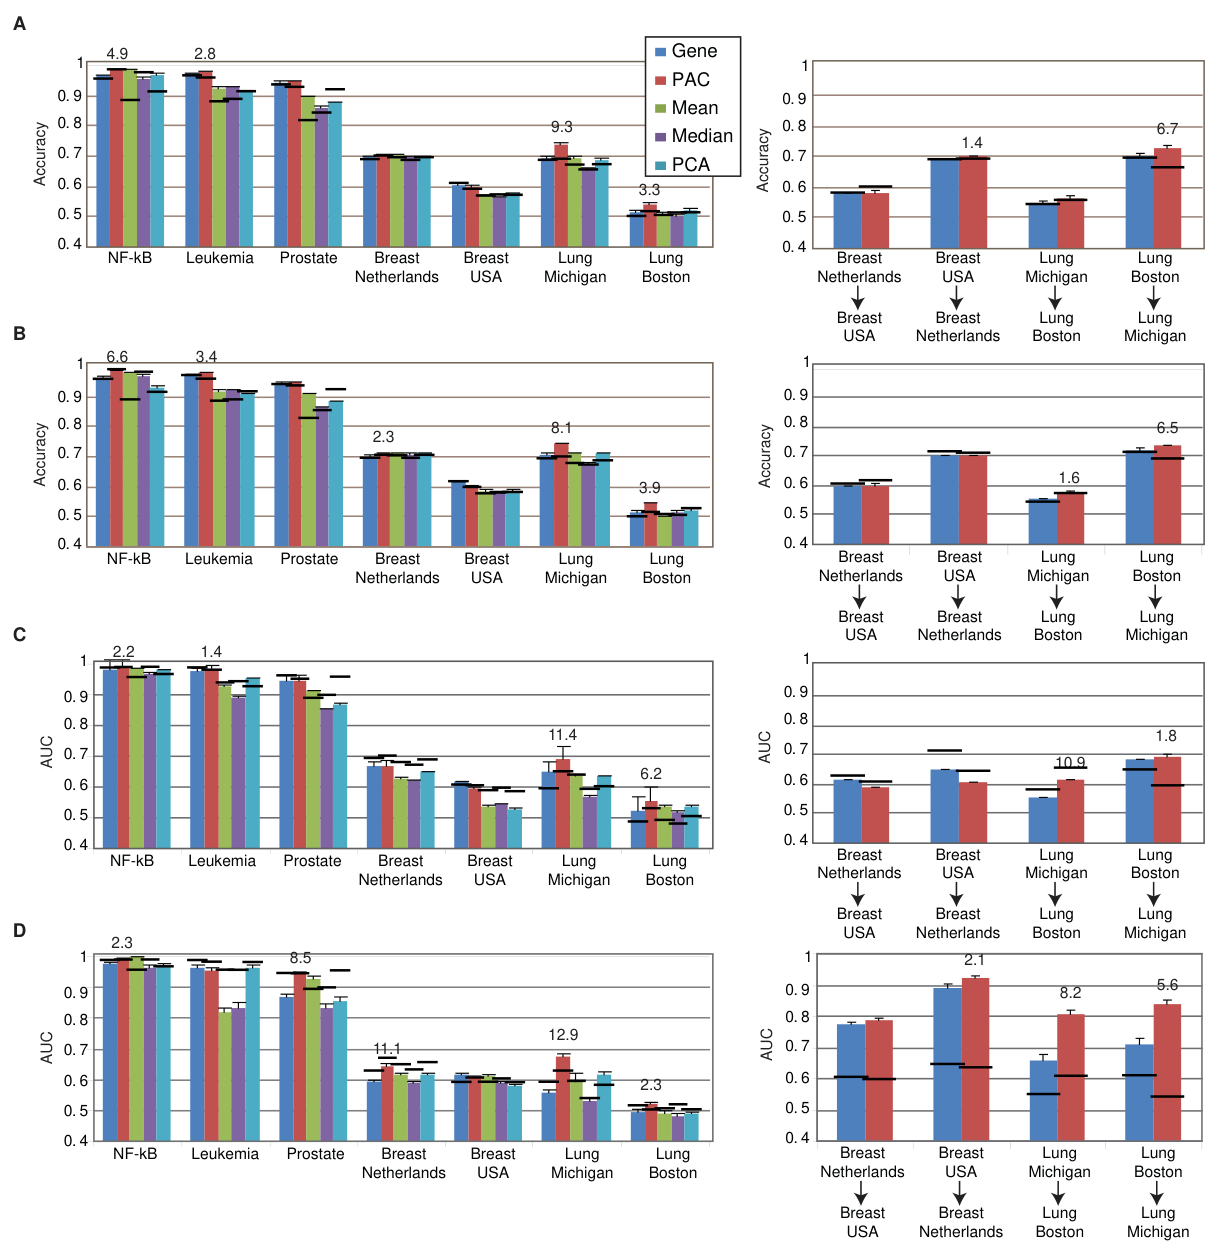 A
4.9 2.8 9.3 3.3
1
0.9
0.8
0.7
0.6
0.5
0.4
Accuracy
NF-kB Leukemia Prostate Breast Breast Lung Lung
Netherlands USA Michigan Boston
Gene
PAC
Mean
Median
PCA
1.4 6.7
1
0.9
0.8
0.7
0.6
0.5
0.4
Accuracy
Breast Breast Lung Lung
Netherlands USA Michigan Boston
Breast Breast Lung Lung
USA Netherlands Boston Michigan
B
6.6 3.4 2.3 8.1 3.9
1
0.9
0.8
0.7
0.6
0.5
0.4
Accuracy
NF-kB Leukemia Prostate Breast Breast Lung Lung
Netherlands USA Michigan Boston
1.6 6.5
1
0.9
0.8
0.7
0.6
0.5
0.4
Accuracy
Breast Breast Lung Lung
Netherlands USA Michigan Boston
Breast Breast Lung Lung
USA Netherlands Boston Michigan
C
2.2 1.4 11.4 6.2
1
0.9
0.8
0.7
0.6
0.5
0.4
AUC
NF-kB Leukemia Prostate Breast Breast Lung Lung
Netherlands USA Michigan Boston
10.9 1.8
1
0.9
0.8
0.7
0.6
0.5
0.4
AUC
Breast Breast Lung Lung
Netherlands USA Michigan Boston
Breast Breast Lung Lung
USA Netherlands Boston Michigan
D
2.3 8.5 11.1 12.9 2.3
1
0.9
0.8
0.7
0.6
0.5
0.4
AUC
NF-kB Leukemia Prostate Breast Breast Lung Lung
Netherlands USA Michigan Boston
2.1 8.2 5.6
1
0.9
0.8
0.7
0.6
0.5
0.4
AUC
Breast Breast Lung Lung
Netherlands USA Michigan Boston
Breast Breast Lung Lung
USA Netherlands Boston Michigan